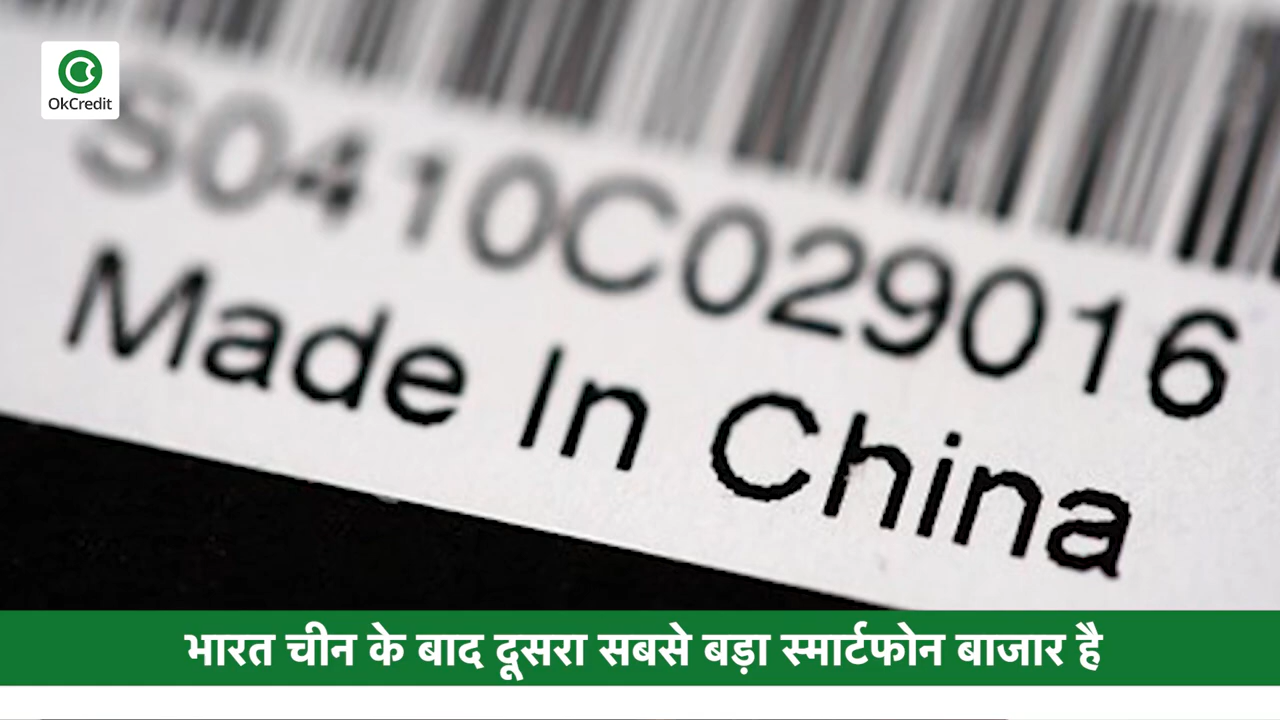 OkCredit
S0410C029016
Made In China
भारत चीन के बाद दूसरा सबसे बड़ा स्मार्टफोन बाजार है